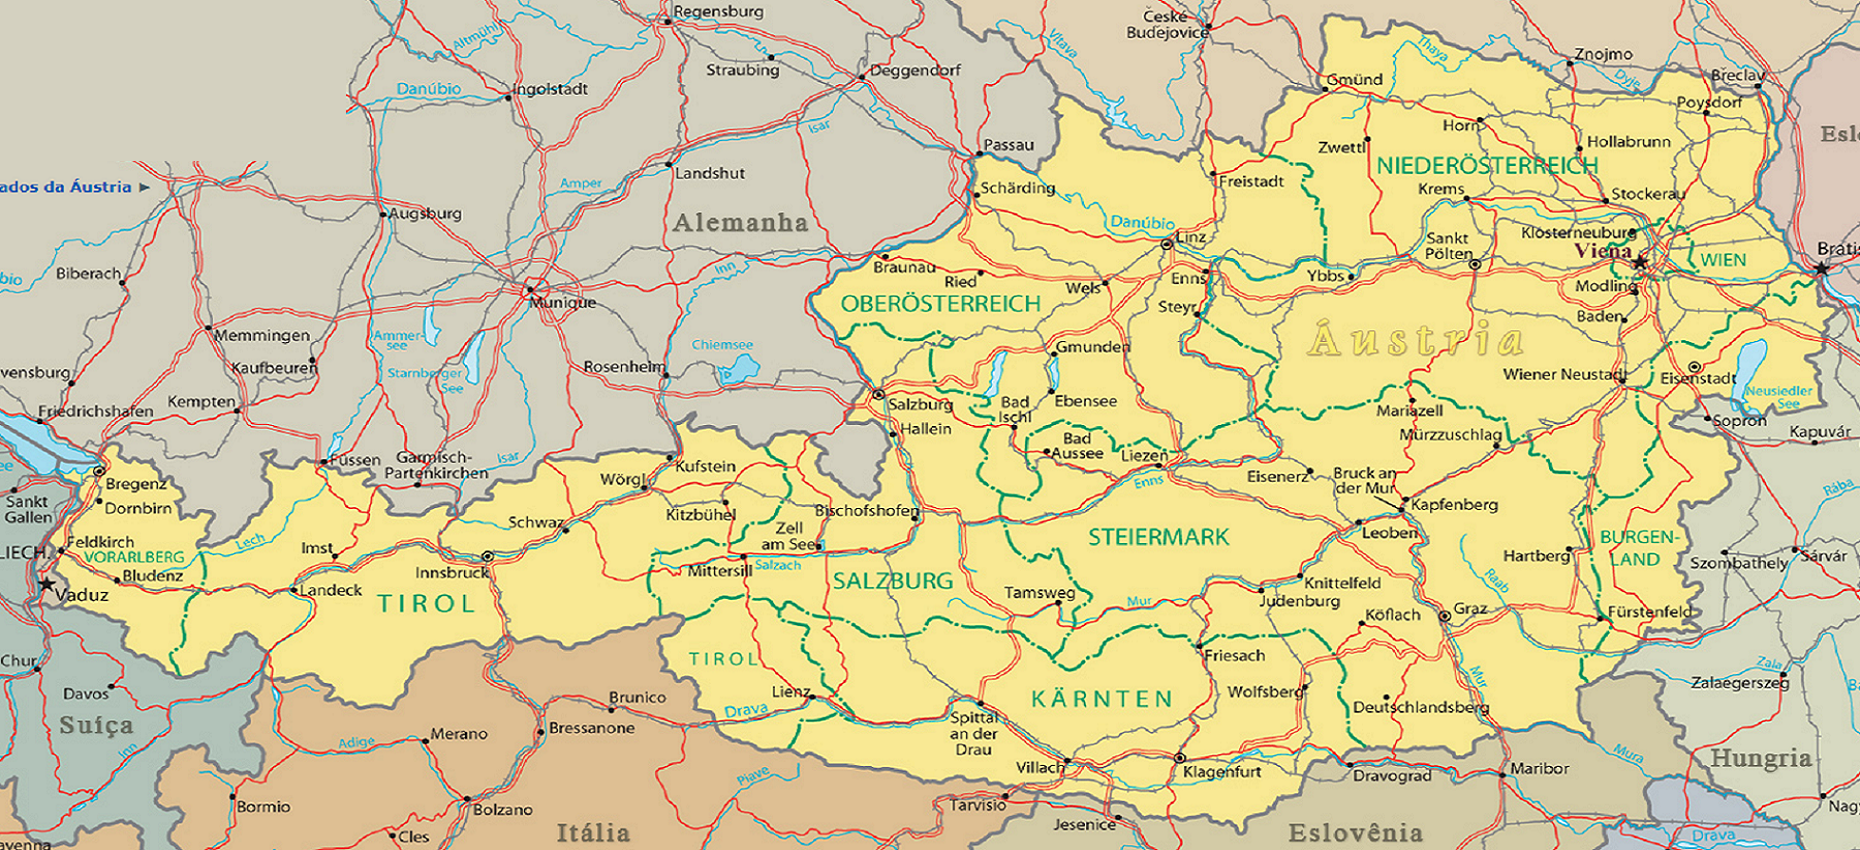 Regensburg
České
Budejovice
Altmühl
Vltava
Thaya
Znojmo
Straubing
Deggendorf
Gmünd
Dyje
Břeclav
Danúbio
Ingolstadt
Poysdorf
Isar
Horn
Hollabrunn
Esl
Passau
Zwettl
NIEDERÖSTERREICH
Landshut
ados da Áustria
Amper
Schärding
Freistadt
Krems
Stockerau
Augsburg
Alemanha
Danúbio
Linz
Sankt
Pölten
Klosterneuburg
Viena
WIEN
Bratis
Biberach
bio
Inn
Braunau
Ried
Wels
Enns
Ybbs
Modling
Munique
OBERÖSTERREICH
Steyr
Baden
Memmingen
Ammer-
see
Chiemsee
Gmunden
Áustria
Kaufbeuren
Starnberger
See
Rosenheim
vensburg
Wiener Neustadt
Eisenstadt
Neusiedler
See
Friedrichshafen
Kempten
Salzburg
Bad
Ischl
Ebensee
Mariazell
Sopron
Kapuvár
Hallein
Bad
Aussee
Liezen
Mürzzuschlag
Füssen
Garmisch-
Partenkirchen
Isar
Kufstein
Wörgl
Enns
Eisenerz
Bruck an
der Mur
Kapfenberg
ee
Bregenz
Dornbirn
Sankt
Gallen
Rába
Schwaz
Kitzbühel
Bischofshofen
Zell
am See
STEIERMARK
Leoben
LIECH.
Feldkirch
VORARLBERG
Lech
Imst
Bludenz
Innsbruck
Mittersill
Salzach
SALZBURG
Hartberg
BURGEN-
LAND
Szombathely
Sárvár
Vaduz
Landeck
TIROL
Tamsweg
Mur
Knittelfeld
Judenburg
Raab
Köflach
Graz
Fürstenfeld
Chur
Davos
TIROL
Friesach
Zala
Zalaegerszeg
Suíça
Brunico
Lienz
Drava
KÄRNTEN
Wolfsberg
Mur
Deutschlandsberg
Inn
Adige
Merano
Bressanone
Spittal
an der
Drau
Mura
Hungria
Piave
Villach
Klagenfurt
Dravograd
Maribor
Bormio
Bolzano
Tarvisio
Nagy
Cles
Itália
Jesenice
Eslovênia
Drava
avenna